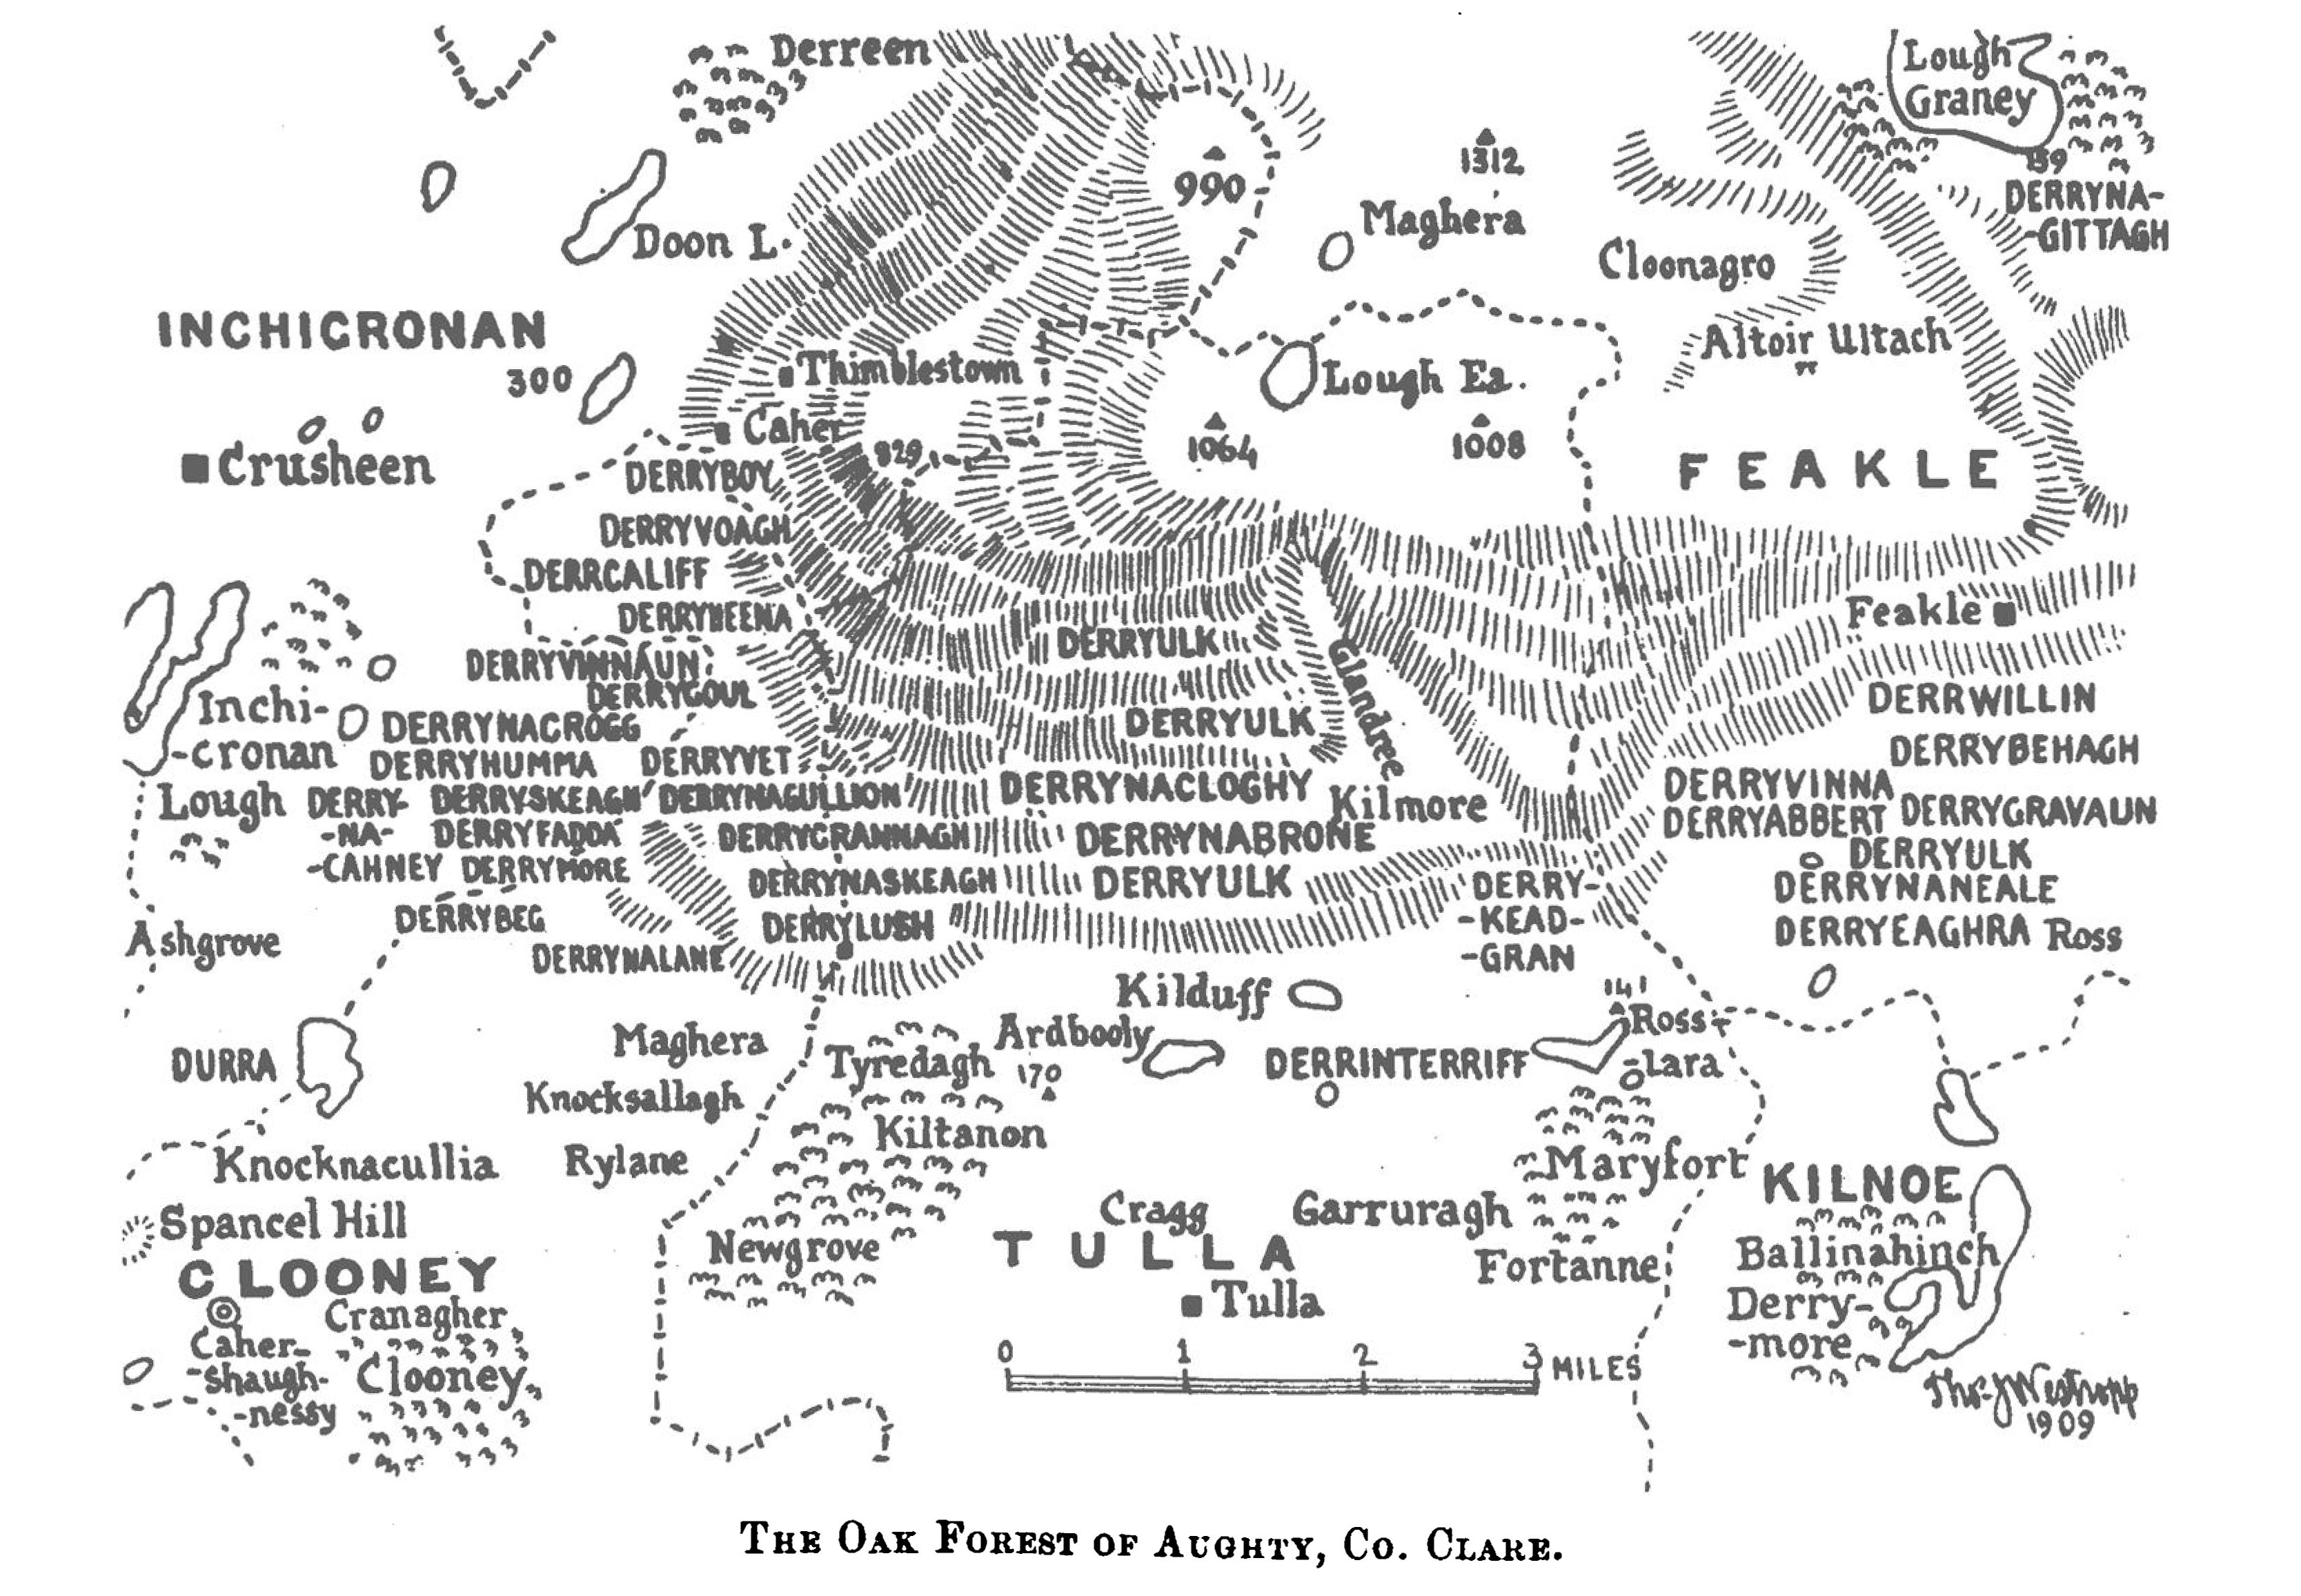 Derreen
Lough
Graney
159
1312
990
DERRYNA-
-GITTAGH
Maghera
Doon L.
Cloonagro
INCHICRONAN
Altoir Ultach
300
Thimblestown
Lough Ea.
Caher
829
1064
1008
Crusheen
FEAKLE
DERRYBOY
DERRYVOAGH
DERRCALIFF
DERRYHEENA
Feakle
DERRYULK
DERRYVINNAUN
DERRYGOUL
Glandree
DERRWILLIN
Inchi-
-cronan
Lough
DERRYNACROGG
DERRYULK
DERRYBEHAGH
DERRYHUMMA
DERRYVET
DERRYVINNA
DERRY-
-NA-
-CAHNEY
DERRYSKEAGH
DERRYNAGULLION
DERRYNACLOGHY
Kilmore
DERRYABBERT
DERRYGRAVAUN
DERRYFADDA
DERRYCRANNAGH
DERRYNABRONE
DERRYULK
DERRYMORE
DERRYNASKEAGH
DERRYULK
DERRY-
-KEAD-
-GRAN
DERRYNANEALE
DERRYBEG
DERRYLUSH
DERRYEAGHRA
Ross
Ashgrove
DERRYNALANE
Kilduff
141
Ross-
-lara
Maghera
Ardbooly
DURRA
Tyredagh
170
DERRINTERRIFF
Knocksallagh
Kiltanon
Knocknacullia
Rylane
Maryfort
KILNOE
Spancel Hill
Cragg
Garruragh
Newgrove
TULLA
Ballinahinch
CLOONEY
Fortanne
Tulla
Derry-
-more
Cranagher
Caher-
-shaugh-
-nessy
Clooney
0 1 2 3 MILES
Thos J Westropp
1909
THE OAK FOREST OF AUGHTY, CO. CLARE.